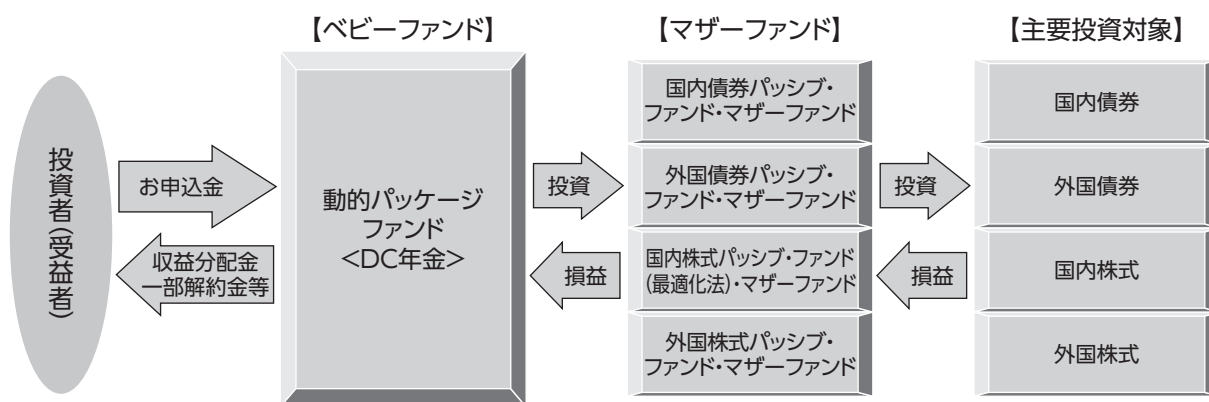 【ベビーファンド】
【マザーファンド】
【主要投資対象】
投資者(受益者)
お申込金
収益分配金
一部解約金等
動的パッケージ
ファンド
<DC年金>
投資
損益
国内債券パッシブ・
ファンド・マザーファンド
外国債券パッシブ・
ファンド・マザーファンド
国内株式パッシブ・ファンド
(最適化法)・マザーファンド
外国株式パッシブ・
ファンド・マザーファンド
投資
損益
国内債券
外国債券
国内株式
外国株式